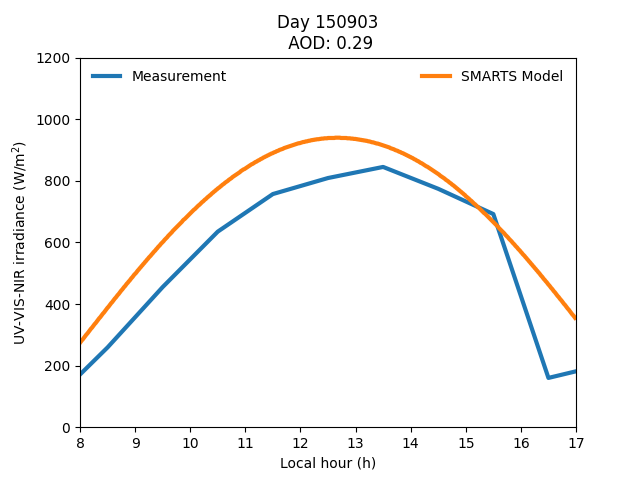 Day 150903
AOD: 0.29
Measurement
SMARTS Model
UV-VIS-NIR irradiance (W/m²)
1200
1000
800
600
400
200
0
8 9 10 11 12 13 14 15 16 17
Local hour (h)